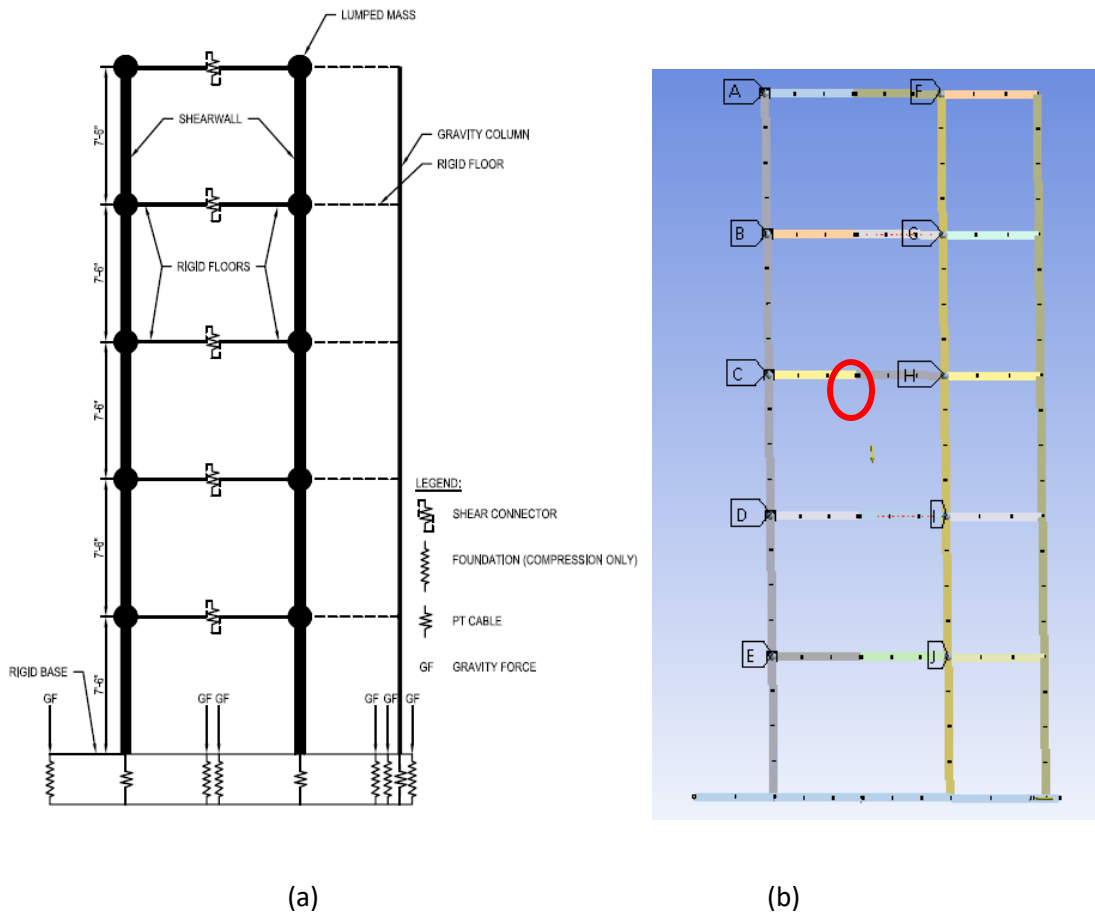 LUMPED MASS
7'-6"
SHEARWALL
GRAVITY COLUMN
RIGID FLOOR
7'-6"
RIGID FLOORS
7'-6"
LEGEND:
SHEAR CONNECTOR
7'-6"
FOUNDATION (COMPRESSION ONLY)
PT CABLE
RIGID BASE
7'-6"
GF GRAVITY FORCE
GF GF GF GF GF GF
(a)
A F
B G
C H
D I
E J
(b)